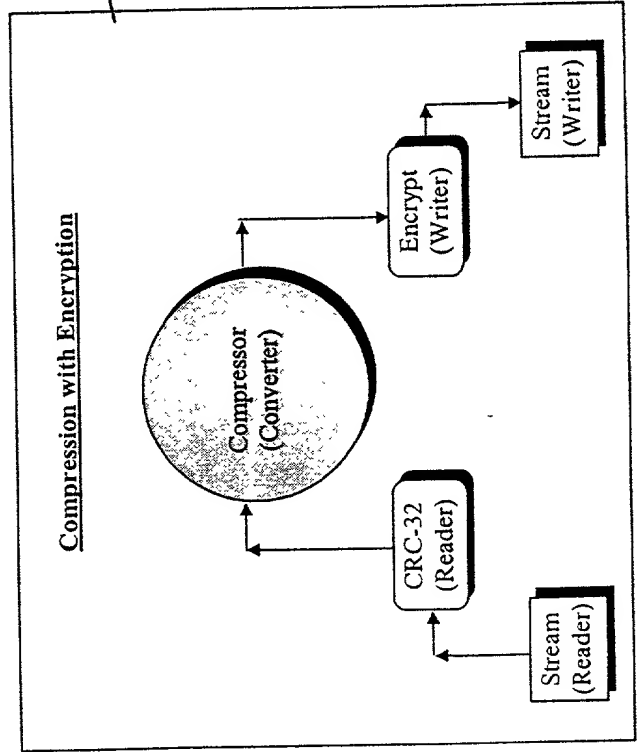 Compression with Encryption
Compressor
(Converter)
CRC-32
(Reader)
Encrypt
(Writer)
Stream
(Reader)
Stream
(Writer)